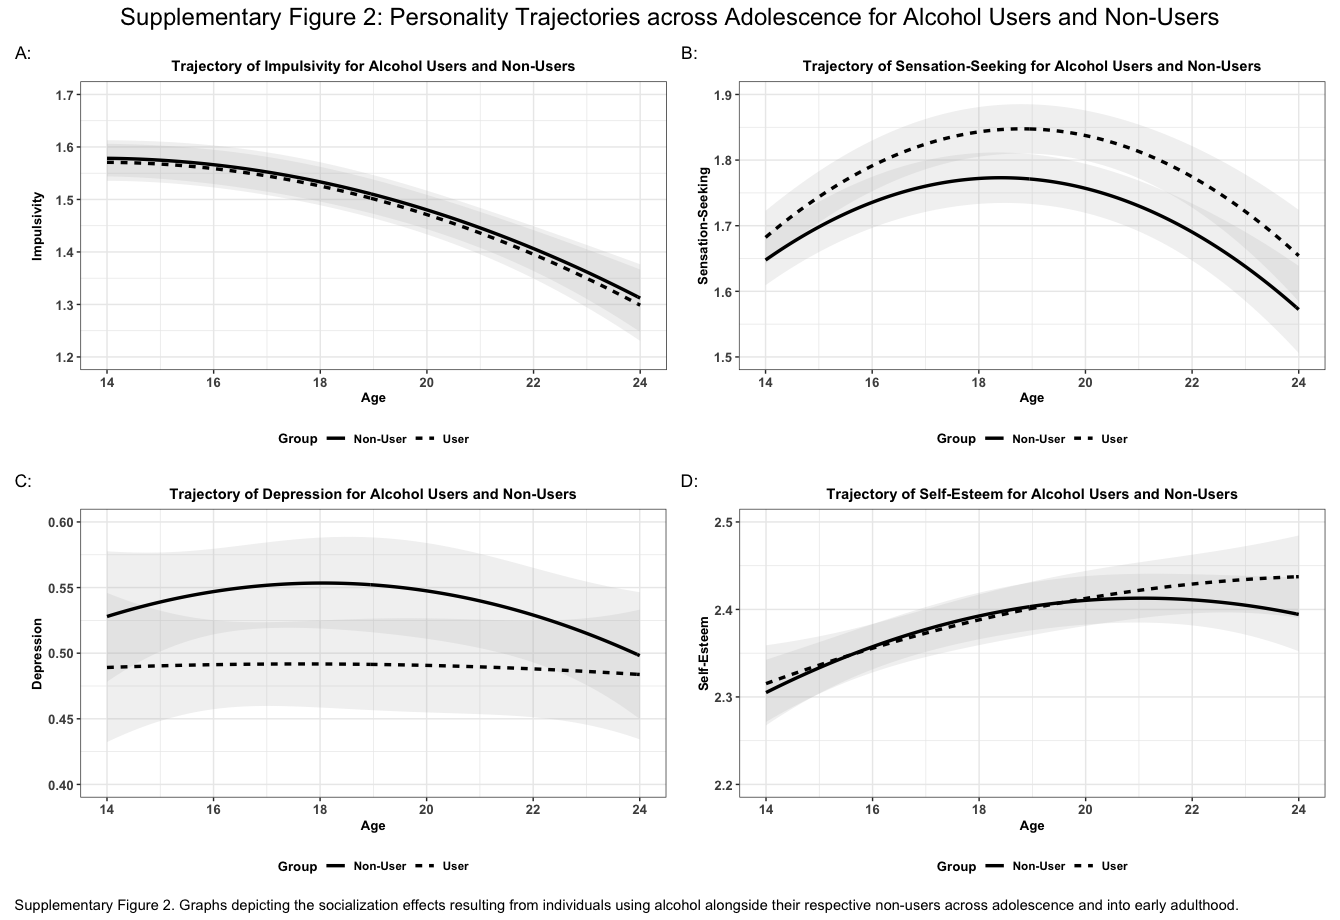 Supplementary Figure 2: Personality Trajectories across Adolescence for Alcohol Users and Non-Users
A:
Trajectory of Impulsivity for Alcohol Users and Non-Users
1.7
1.6
1.5
1.4
1.3
1.2
Impulsivity
14 16 18 20 22 24
Age
Group Non-User User
B:
Trajectory of Sensation-Seeking for Alcohol Users and Non-Users
1.9
1.8
1.7
1.6
1.5
Sensation-Seeking
14 16 18 20 22 24
Age
Group Non-User User
C:
Trajectory of Depression for Alcohol Users and Non-Users
0.60
0.55
0.50
0.45
0.40
Depression
14 16 18 20 22 24
Age
Group Non-User User
D:
Trajectory of Self-Esteem for Alcohol Users and Non-Users
2.5
2.4
2.3
2.2
Self-Esteem
14 16 18 20 22 24
Age
Group Non-User User
Supplementary Figure 2. Graphs depicting the socialization effects resulting from individuals using alcohol alongside their respective non-users across adolescence and into early adulthood.